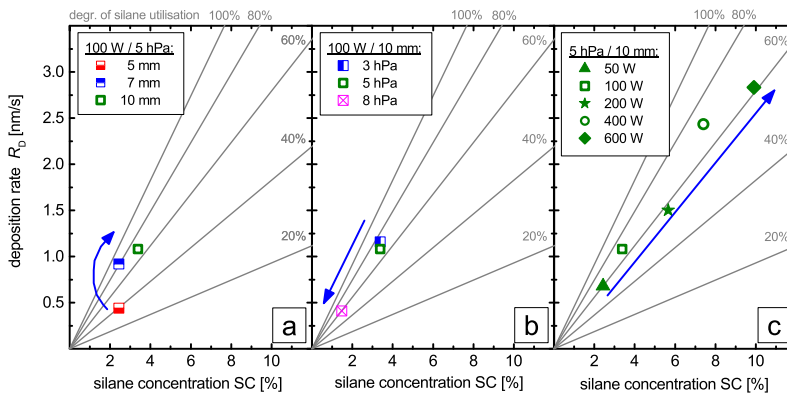 degr. of silane utilisation 100% 80% 100% 80% 100% 80%
60% 60% 60%
100 W / 5 hPa:
5 mm
7 mm
10 mm
100 W / 10 mm:
3 hPa
5 hPa
8 hPa
5 hPa / 10 mm:
50 W
100 W
200 W
400 W
600 W
40% 40% 40%
20% 20% 20%
deposition rate R_D [nm/s]
3.5
3.0
2.5
2.0
1.5
1.0
0.5
a b c
2 4 6 8 10 2 4 6 8 10 2 4 6 8 10
silane concentration SC [%] silane concentration SC [%] silane concentration SC [%]